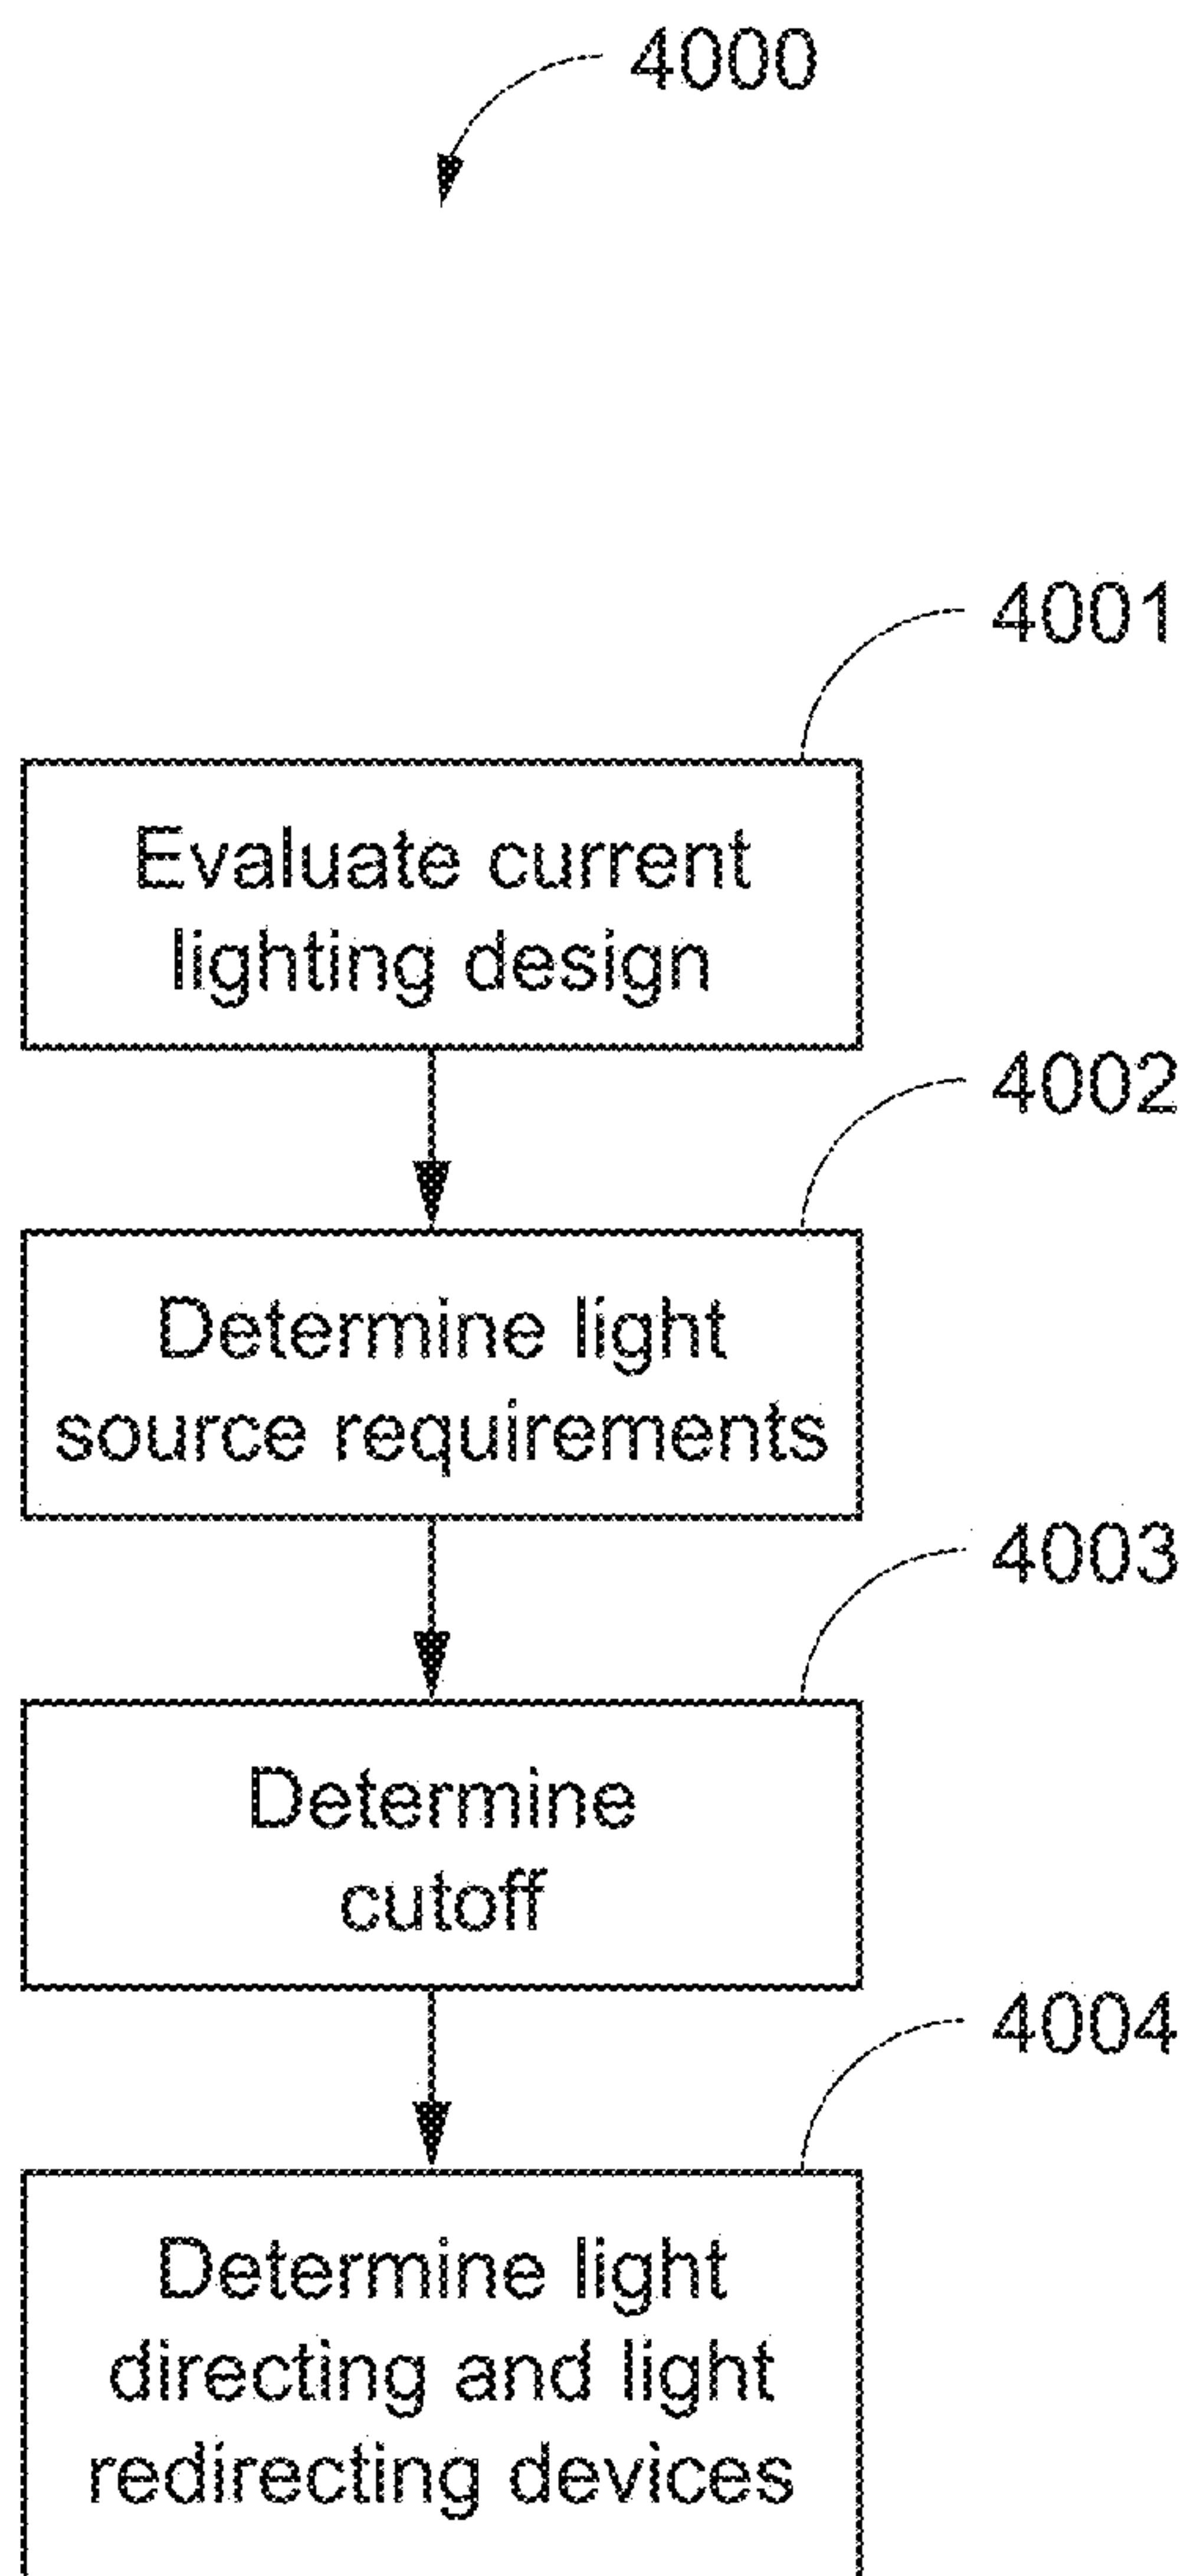 4000
4001
Evaluate current
lighting design
4002
Determine light
source requirements
4003
Determine
cutoff
4004
Determine light
directing and light
redirecting devices